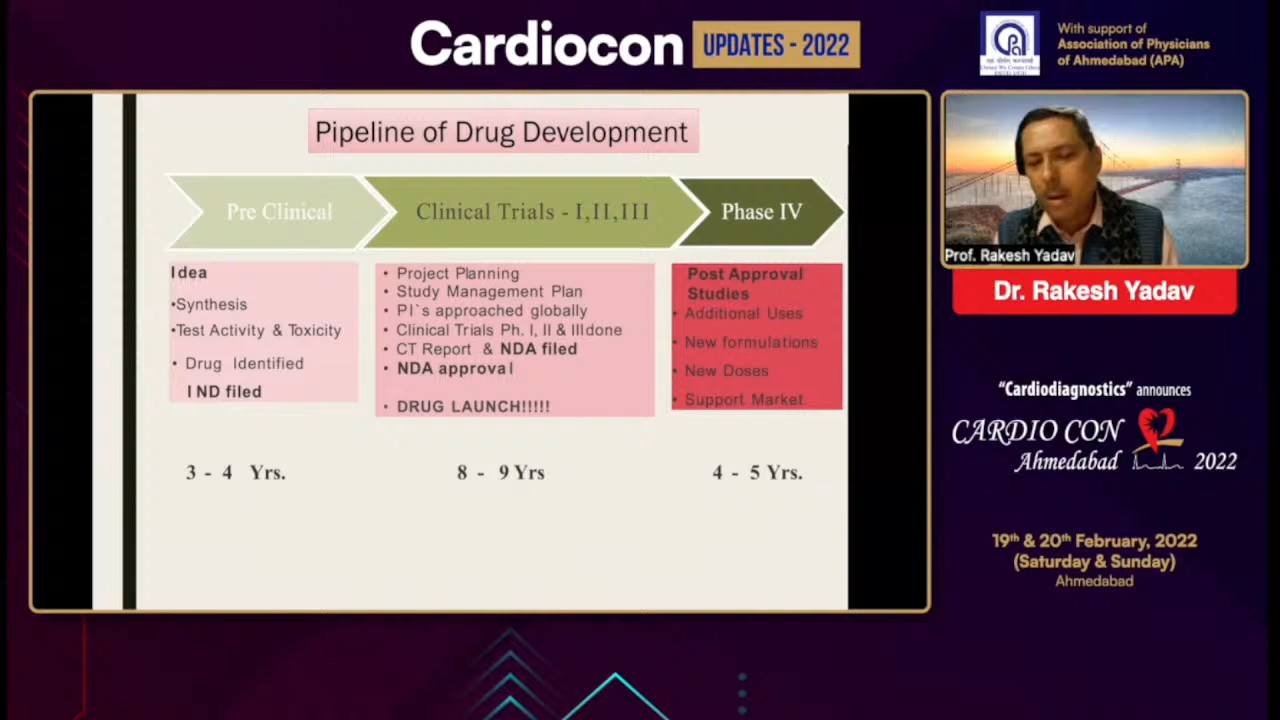 Cardiocon UPDATES - 2022
With support of
Association of Physicians
of Ahmedabad (APA)
Pipeline of Drug Development
Pre Clinical
Clinical Trials - I,II,III
Phase IV
Idea
•Synthesis
•Test Activity & Toxicity
• Drug Identified
IND filed
• Project Planning
• Study Management Plan
• PI`s approached globally
• Clinical Trials Ph. I, II & III done
• CT Report & NDA filed
• NDA approval
• DRUG LAUNCH!!!!!
Post Approval
Studies
• Additional Uses
• New formulations
• New Doses
• Support Market
3 - 4 Yrs.
8 - 9 Yrs
4 - 5 Yrs.
Prof. Rakesh Yadav
Dr. Rakesh Yadav
“Cardiodiagnostics” announces
CARDIO CON
Ahmedabad 2022
19th & 20th February, 2022
(Saturday & Sunday)
Ahmedabad